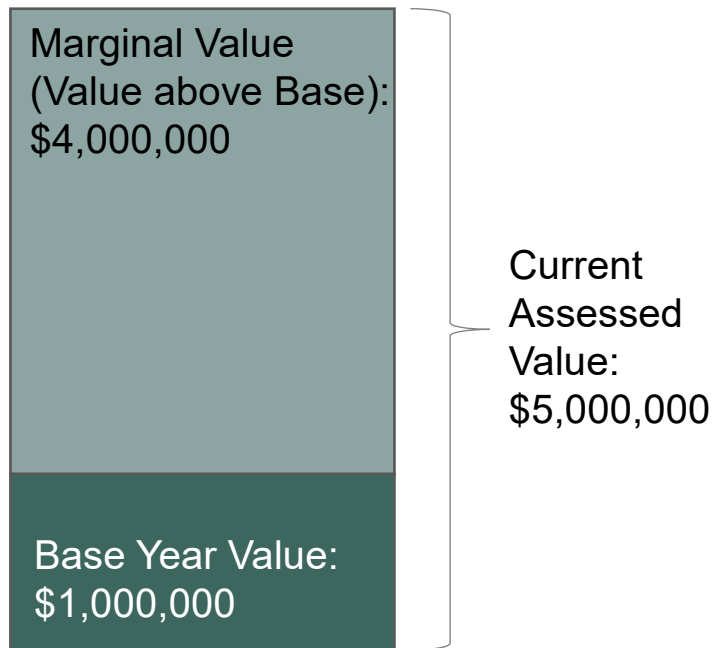 Marginal Value
(Value above Base):
$4,000,000
Current
Assessed
Value:
$5,000,000
Base Year Value:
$1,000,000